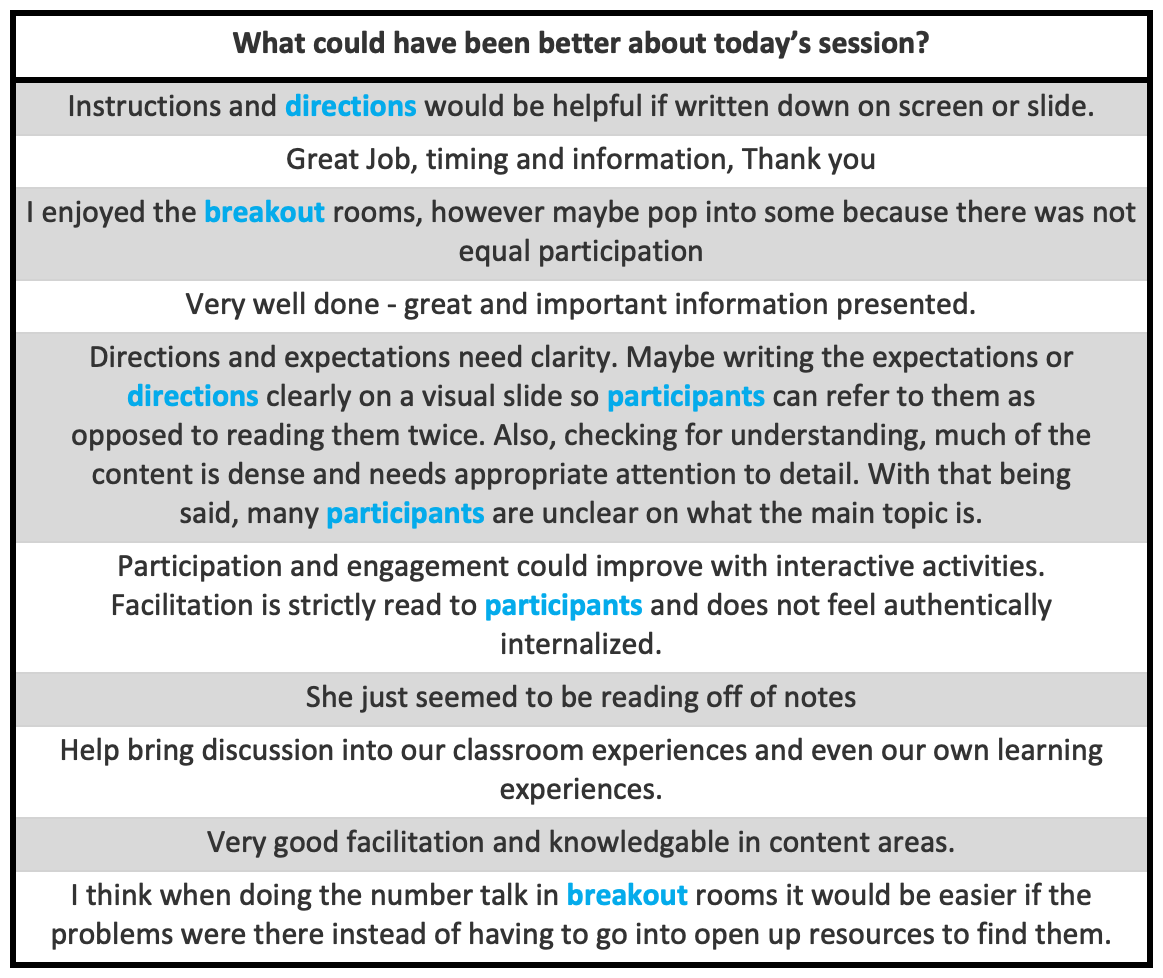 What could have been better about today’s session?
Instructions and directions would be helpful if written down on screen or slide.
Great Job, timing and information, Thank you
I enjoyed the breakout rooms, however maybe pop into some because there was not
equal participation
Very well done - great and important information presented.
Directions and expectations need clarity. Maybe writing the expectations or
directions clearly on a visual slide so participants can refer to them as
opposed to reading them twice. Also, checking for understanding, much of the
content is dense and needs appropriate attention to detail. With that being
said, many participants are unclear on what the main topic is.
Participation and engagement could improve with interactive activities.
Facilitation is strictly read to participants and does not feel authentically
internalized.
She just seemed to be reading off of notes
Help bring discussion into our classroom experiences and even our own learning
experiences.
Very good facilitation and knowledgable in content areas.
I think when doing the number talk in breakout rooms it would be easier if the
problems were there instead of having to go into open up resources to find them.